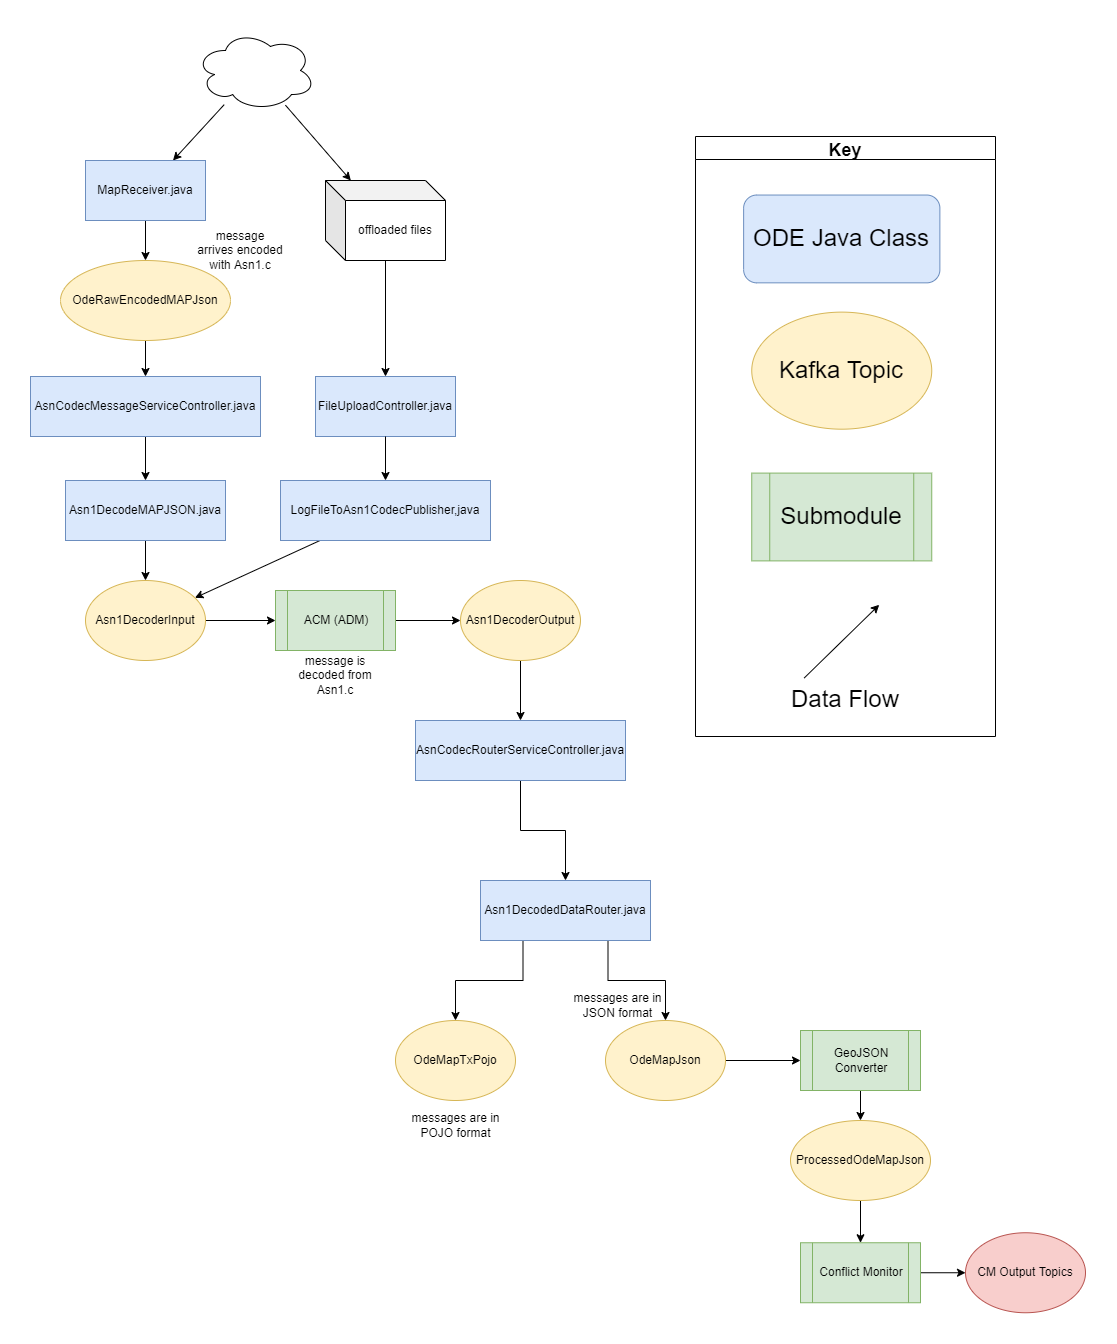 Key
MapReceiver.java
ODE Java Class
offloaded files
message
arrives encoded
with Asn1.c
OdeRawEncodedMAPJson
Kafka Topic
AsnCodecMessageServiceController.java
FileUploadController.java
Asn1DecodeMAPJSON.java
LogFileToAsn1CodecPublisher,java
Submodule
Asn1DecoderInput
ACM (ADM)
Asn1DecoderOutput
message is
decoded from
Asn1.c
Data Flow
AsnCodecRouterServiceController.java
Asn1DecodedDataRouter.java
messages are in
JSON format
OdeMapTxPojo
OdeMapJson
GeoJSON
Converter
messages are in
POJO format
ProcessedOdeMapJson
Conflict Monitor
CM Output Topics